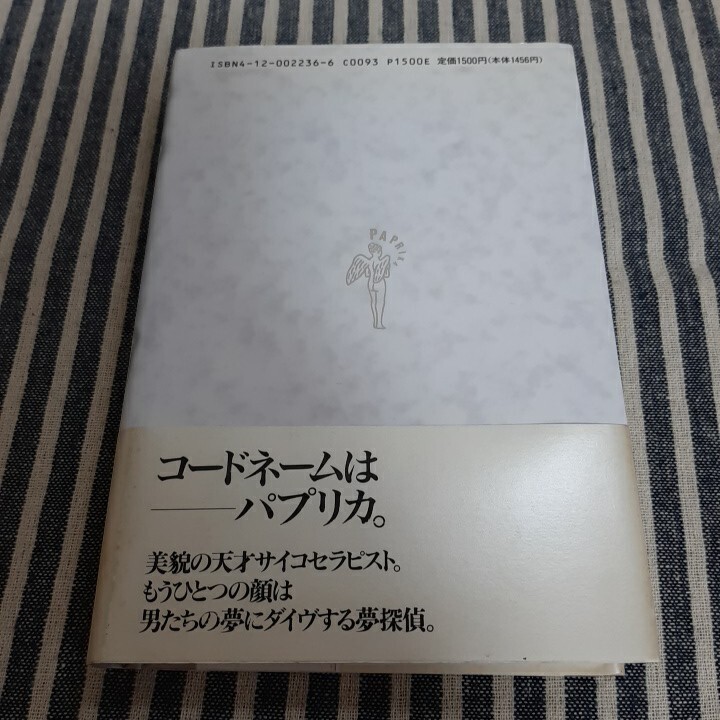 ISBN4-12-002236-6 C0093 P1500E 定価1500円(本体1456円)
PAPRIKA
コードネームは
――パプリカ。
美貌の天才サイコセラピスト。
もうひとつの顔は
男たちの夢にダイヴする夢探偵。